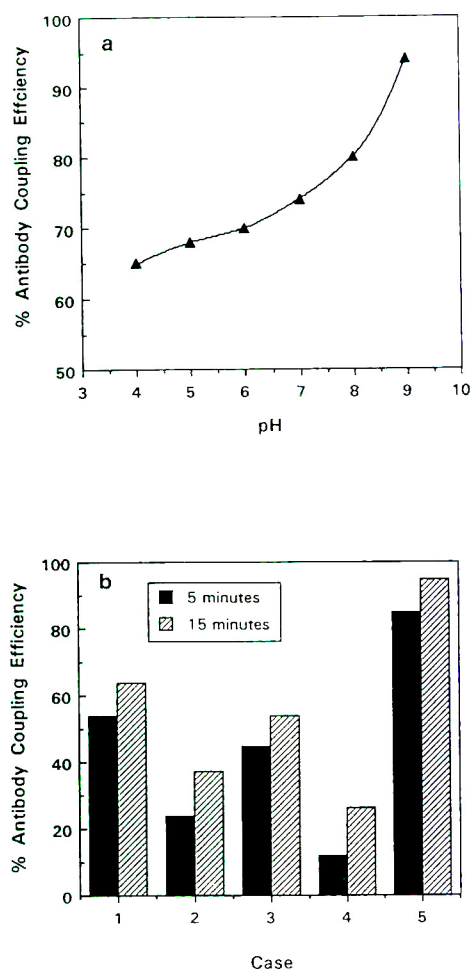 a
% Antibody Coupling Effciency
100
90
80
70
60
50
3 4 5 6 7 8 9 10
pH
b
% Antibody Coupling Efficiency
5 minutes
15 minutes
100
80
60
40
20
0
1 2 3 4 5
Case